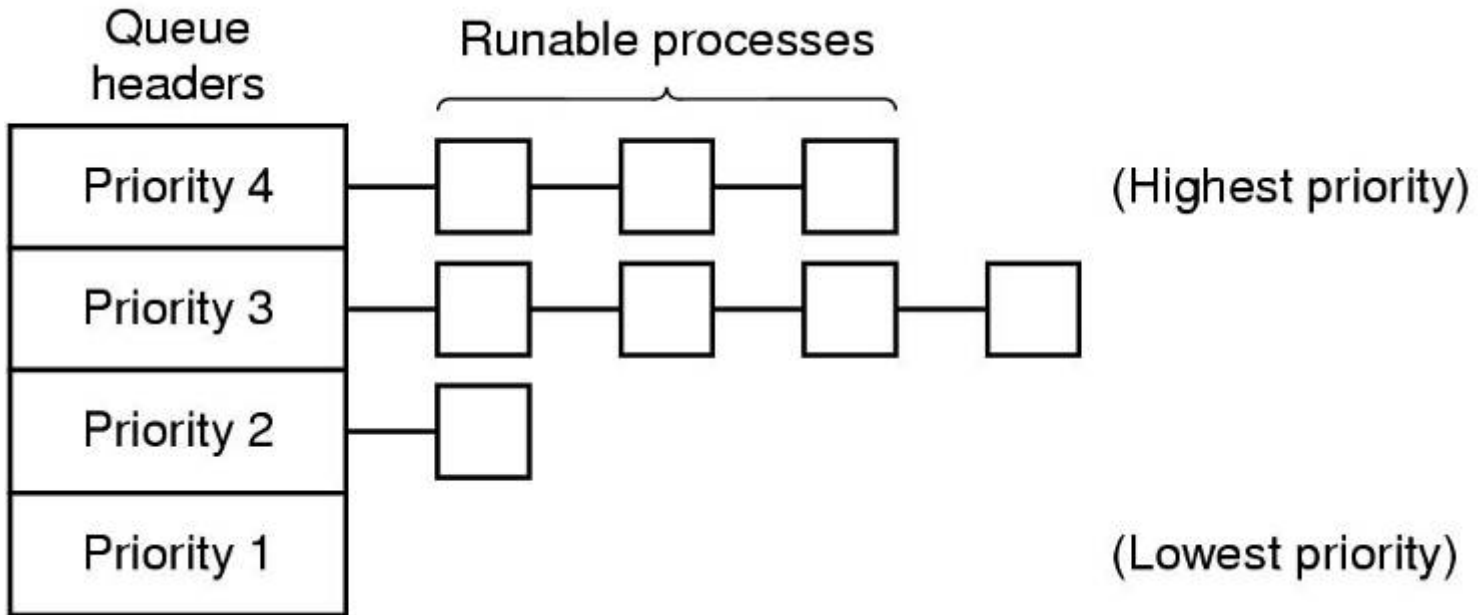 Queue
headers
Runable processes
Priority 4
(Highest priority)
Priority 3
Priority 2
Priority 1
(Lowest priority)